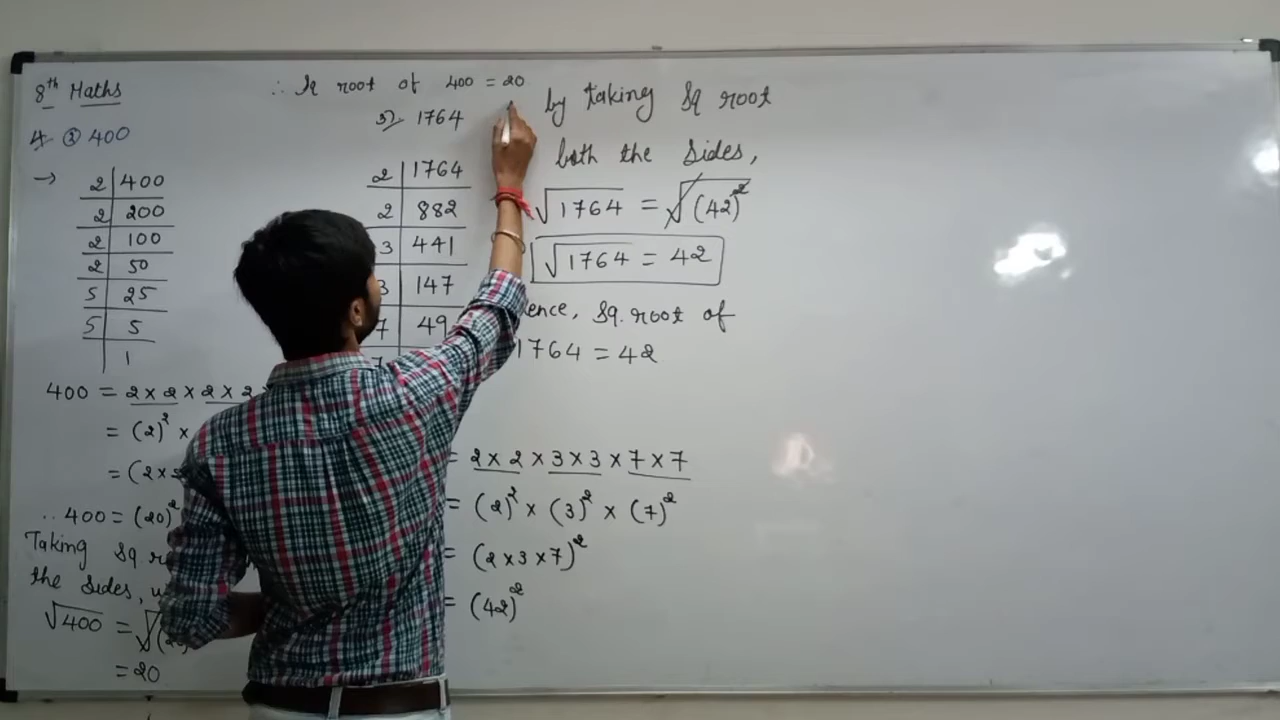 8th Maths
4. ② 400
→
2 | 400
2 | 200
2 | 100
2 | 50
5 | 25
5 | 5
1
400 = 2 × 2 × 2 × 2
= (2)² ×
= (2×
∴ 400 = (20)²
Taking Sq
the Sides,
√400 = √
= 20
∴ Sq root of 400 = 20
3) 1764
2 | 1764
2 | 882
3 | 441
3 | 147
7 | 49
7
= 2 × 2 × 3 × 3 × 7 × 7
= (2)² × (3)² × (7)²
= (2 × 3 × 7)²
= (42)²
by taking Sq root
both the Sides,
√1764 = √(42)²
√1764 = 42
ence, Sq. root of
1764 = 42